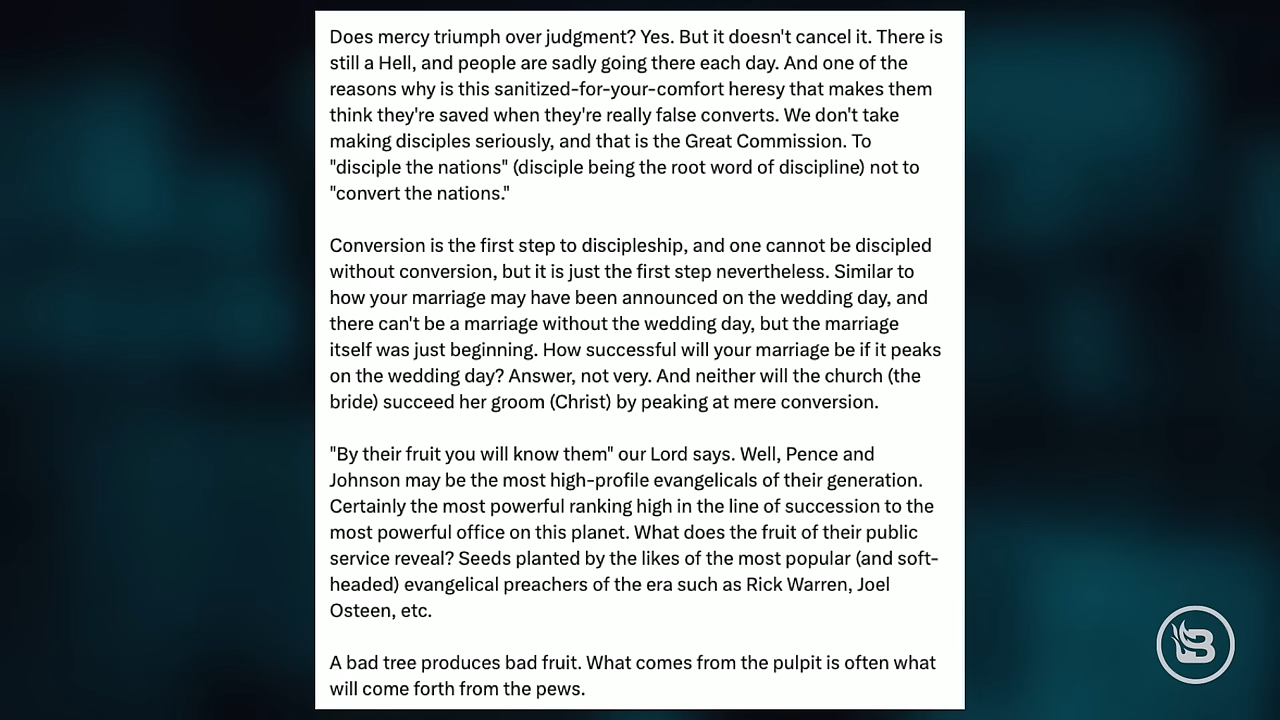 Does mercy triumph over judgment? Yes. But it doesn't cancel it. There is
still a Hell, and people are sadly going there each day. And one of the
reasons why is this sanitized-for-your-comfort heresy that makes them
think they're saved when they're really false converts. We don't take
making disciples seriously, and that is the Great Commission. To
"disciple the nations" (disciple being the root word of discipline) not to
"convert the nations."
Conversion is the first step to discipleship, and one cannot be discipled
without conversion, but it is just the first step nevertheless. Similar to
how your marriage may have been announced on the wedding day, and
there can't be a marriage without the wedding day, but the marriage
itself was just beginning. How successful will your marriage be if it peaks
on the wedding day? Answer, not very. And neither will the church (the
bride) succeed her groom (Christ) by peaking at mere conversion.
"By their fruit you will know them" our Lord says. Well, Pence and
Johnson may be the most high-profile evangelicals of their generation.
Certainly the most powerful ranking high in the line of succession to the
most powerful office on this planet. What does the fruit of their public
service reveal? Seeds planted by the likes of the most popular (and soft-
headed) evangelical preachers of the era such as Rick Warren, Joel
Osteen, etc.
A bad tree produces bad fruit. What comes from the pulpit is often what
will come forth from the pews.
B